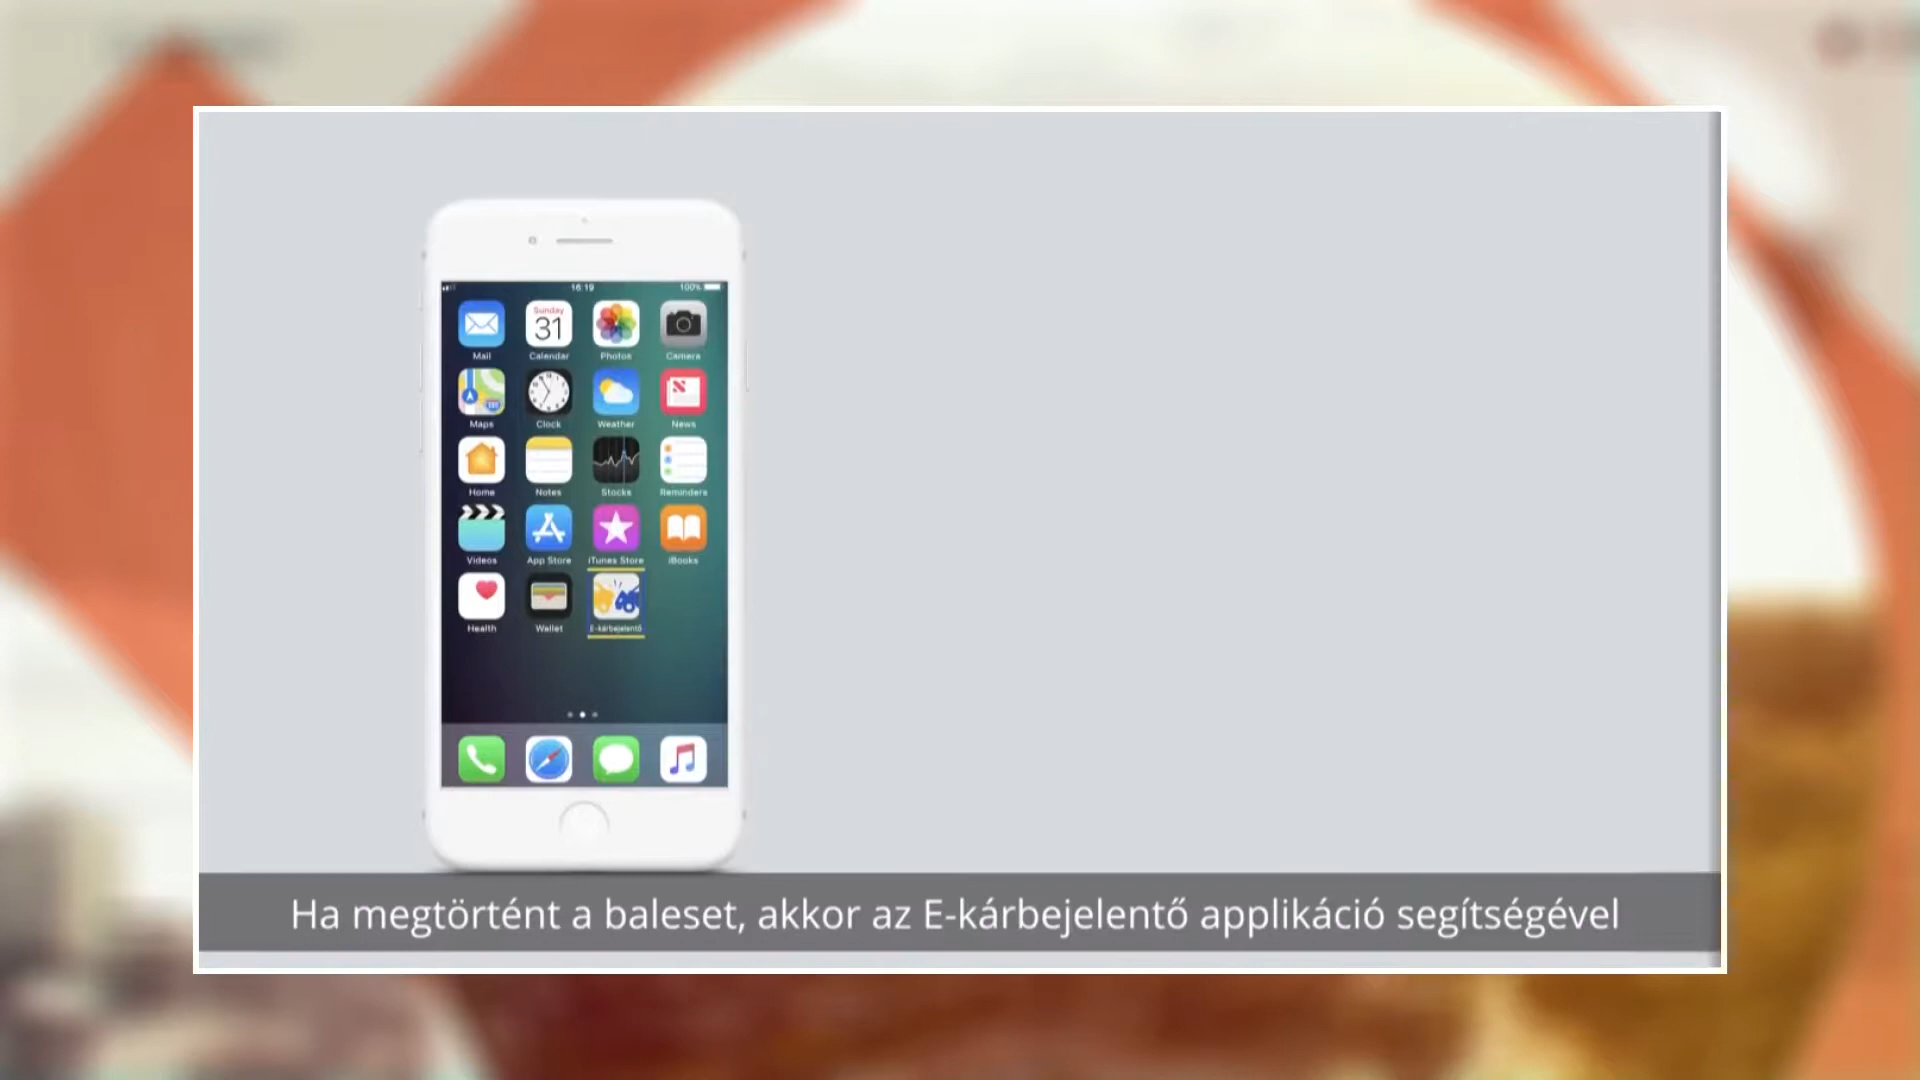 16:19 100%
Sunday
31
Mail Calendar Photos Camera
Maps Clock Weather News
Home Notes Stocks Reminders
Videos App Store iTunes Store iBooks
Health Wallet E-kárbejelentő
Ha megtörtént a baleset, akkor az E-kárbejelentő applikáció segítségével